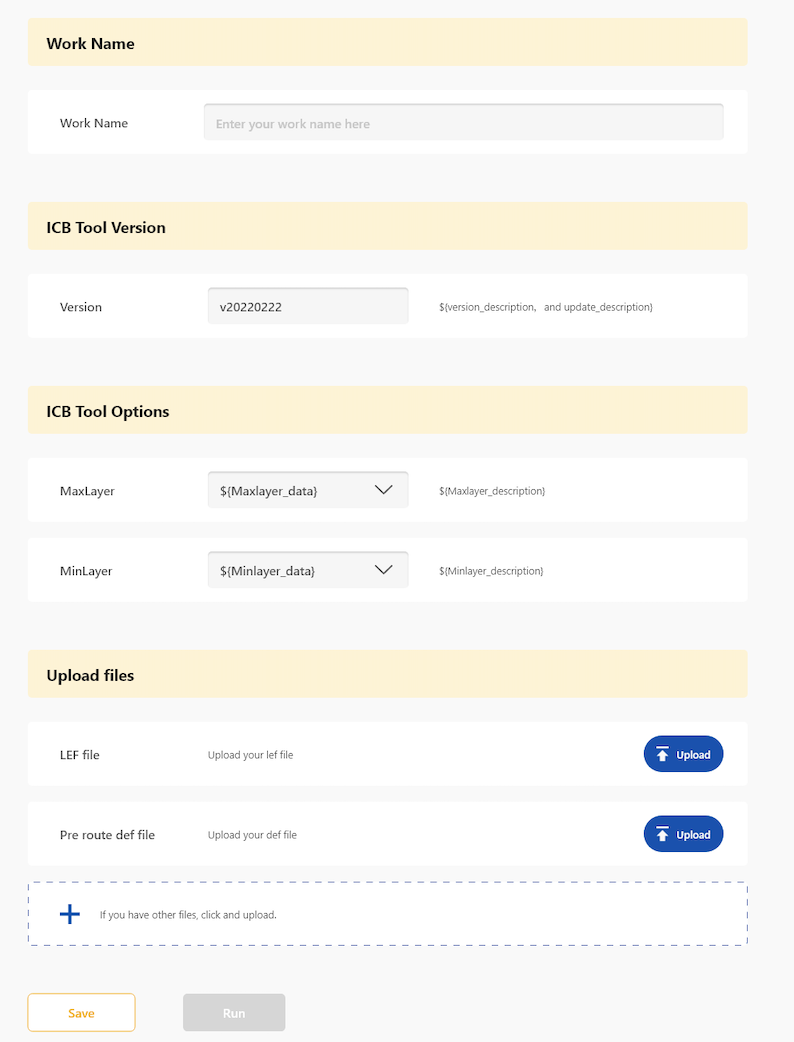 Work Name
Work Name Enter your work name here
ICB Tool Version
Version v20220222 ${version_description, and update_description}
ICB Tool Options
MaxLayer ${Maxlayer_data} ${Maxlayer_description}
MinLayer ${Minlayer_data} ${Minlayer_description}
Upload files
LEF file Upload your lef file Upload
Pre route def file Upload your def file Upload
If you have other files, click and upload.
Save Run